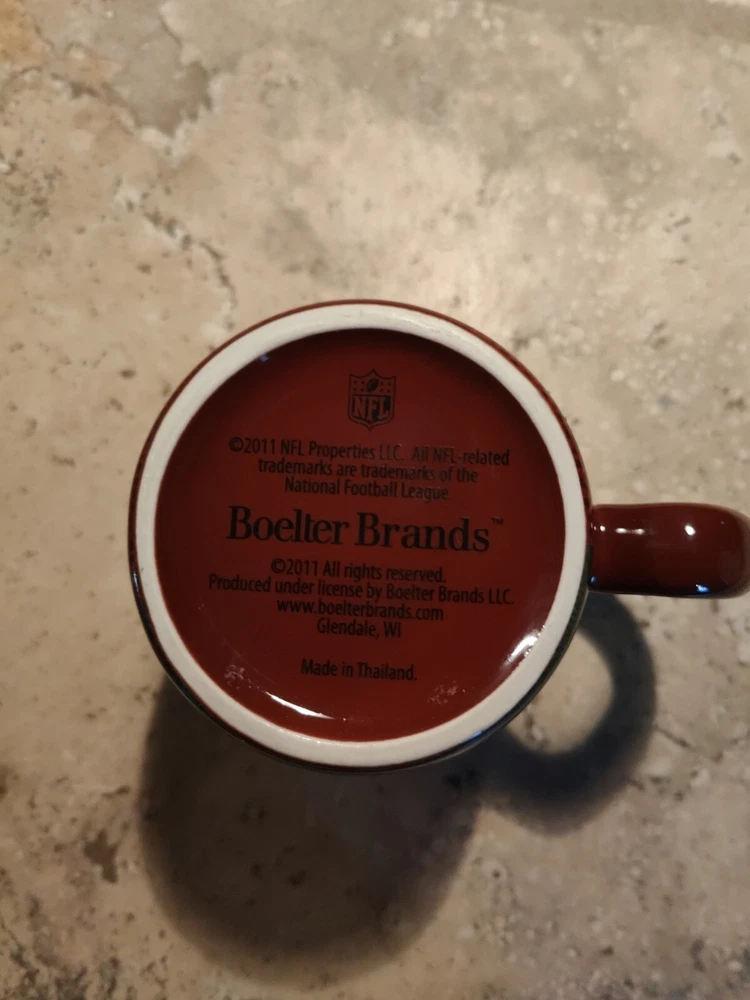 NFL
©2011 NFL Properties LLC. All NFL-related
trademarks are trademarks of the
National Football League.
Boelter Brands™
©2011 All rights reserved.
Produced under license by Boelter Brands LLC.
www.boelterbrands.com
Glendale, WI
Made in Thailand.